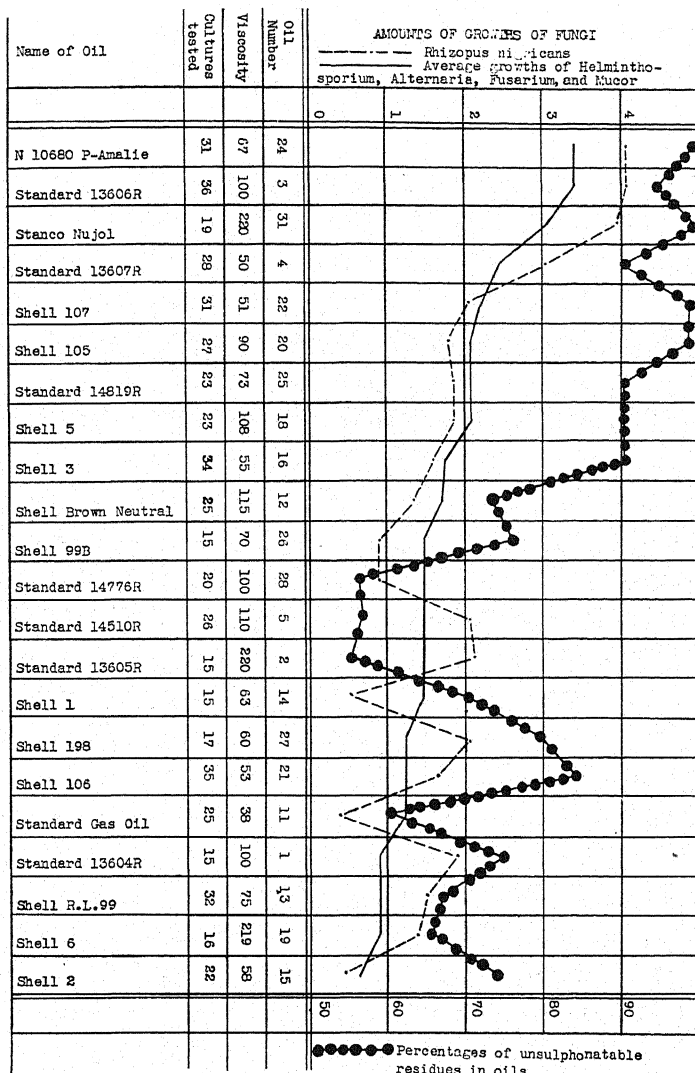 AMOUNTS OF GROWERS OF FUNGI
Rhizopus nigricans
Average growths of Helmintho-
sporium, Alternaria, Fusarium, and Mucor
Name of Oil Cultures tested Viscosity Oil Number
0 1 2 3 4
N 10680 P-Amalie 31 67 24
Standard 13606R 36 100 3
Stanco Nujol 19 220 31
Standard 13607R 28 50 4
Shell 107 31 51 22
Shell 105 27 90 20
Standard 14819R 23 73 25
Shell 5 23 108 18
Shell 3 34 55 16
Shell Brown Neutral 25 115 12
Shell 99B 15 70 26
Standard 14776R 20 100 28
Standard 14510R 26 110 5
Standard 13605R 15 220 2
Shell 1 15 63 14
Shell 198 17 60 27
Shell 106 35 53 21
Standard Gas Oil 25 38 11
Standard 13604R 15 100 1
Shell R.L.99 32 75 13
Shell 6 16 219 19
Shell 2 22 58 15
50 60 70 80 90
Percentages of unsulphonatable
residues in oils